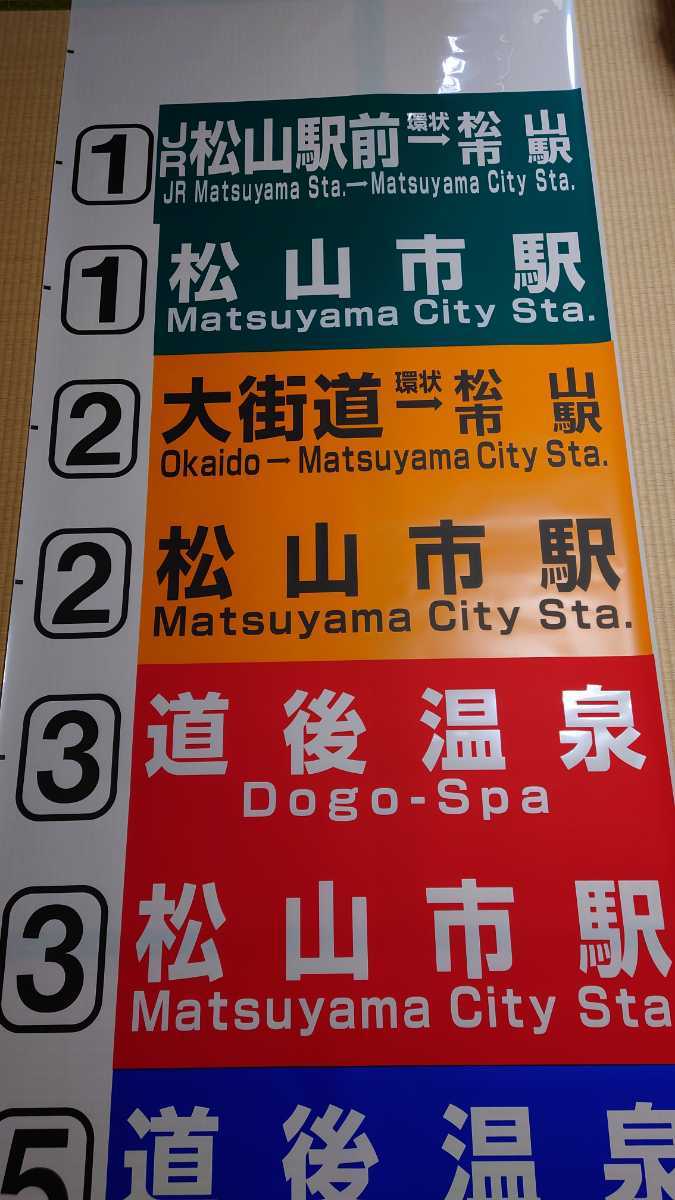 1 JR松山駅前 環状→ 松山市駅
JR Matsuyama Sta.→Matsuyama City Sta.
1 松山市駅
Matsuyama City Sta.
2 大街道 環状→ 松山市駅
Okaido→Matsuyama City Sta.
2 松山市駅
Matsuyama City Sta.
3 道後温泉
Dogo-Spa
3 松山市駅
Matsuyama City Sta
5 道後温泉